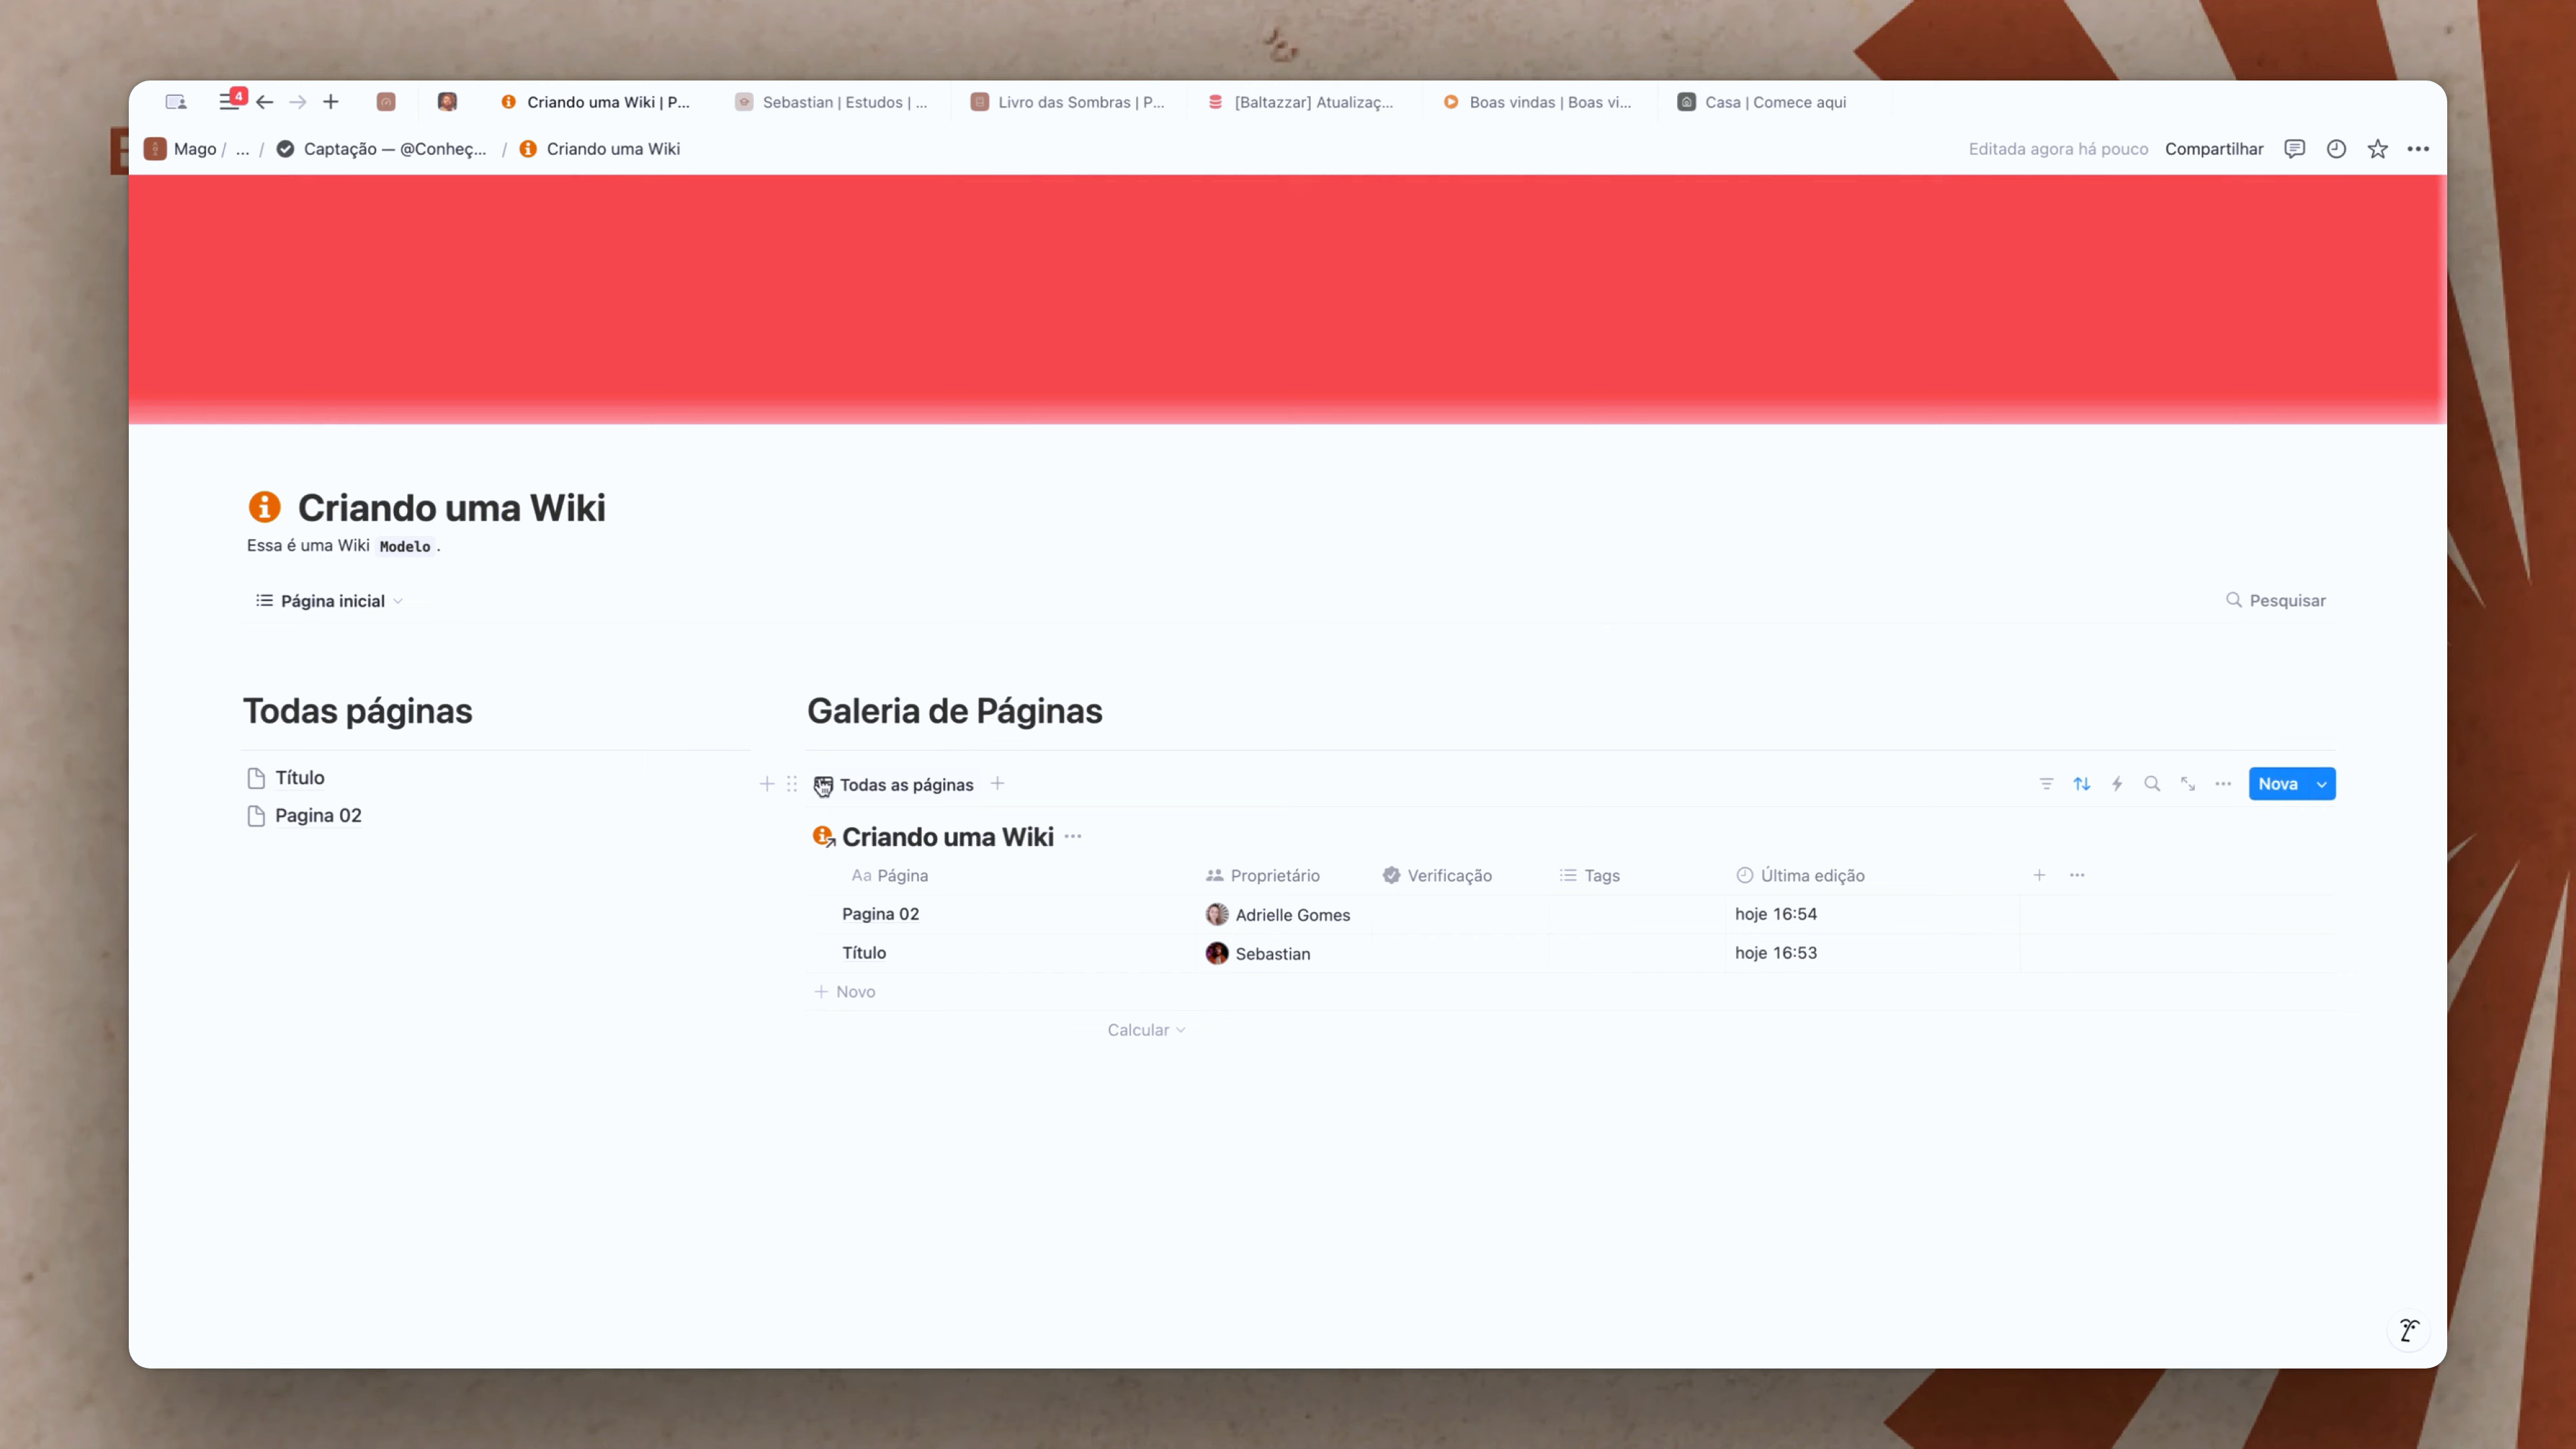 4
Criando uma Wiki | P...
Sebastian | Estudos | ...
Livro das Sombras | P...
[Baltazzar] Atualizaç...
Boas vindas | Boas vi...
Casa | Comece aqui
Mago / ... / Captação — @Conheç... / Criando uma Wiki
Editada agora há pouco Compartilhar
Criando uma Wiki
Essa é uma Wiki Modelo .
Página inicial
Pesquisar
Todas páginas
Título
Pagina 02
Galeria de Páginas
Todas as páginas
Nova
Criando uma Wiki
Aa Página Proprietário Verificação Tags Última edição
Pagina 02 Adrielle Gomes hoje 16:54
Título Sebastian hoje 16:53
Novo
Calcular